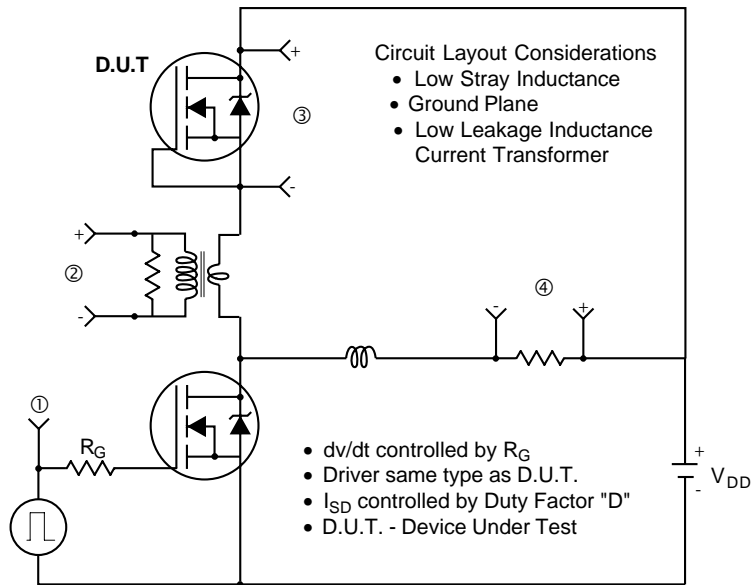 D.U.T
+
③
-
Circuit Layout Considerations
• Low Stray Inductance
• Ground Plane
• Low Leakage Inductance
Current Transformer
+
②
-
④
-
+
①
R_G
• dv/dt controlled by R_G
• Driver same type as D.U.T.
• I_SD controlled by Duty Factor "D"
• D.U.T. - Device Under Test
+
V_DD
-